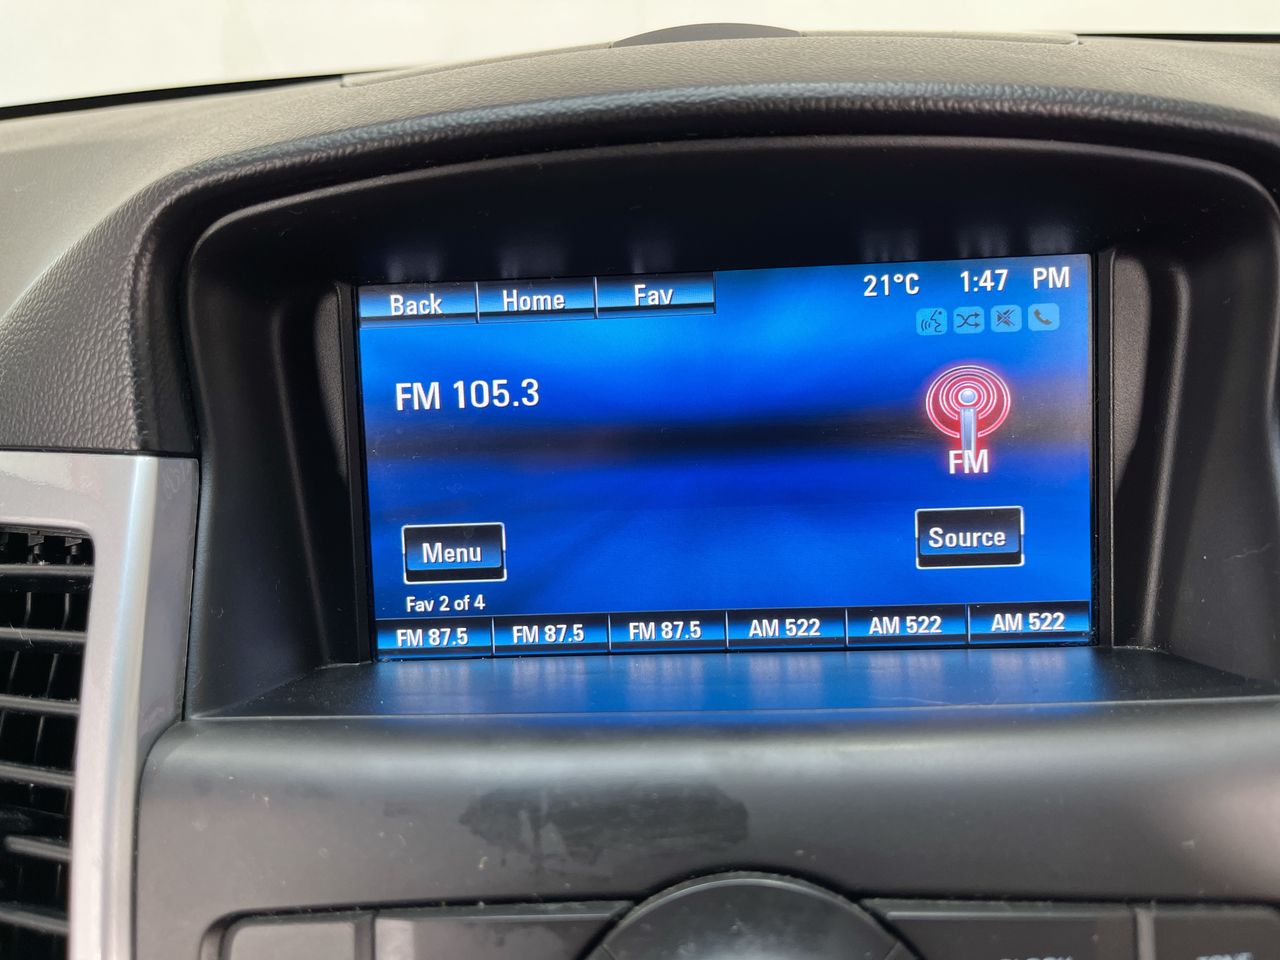 Back Home Fav 21°C 1:47 PM
FM 105.3
FM
Menu Source
Fav 2 of 4
FM 87.5 FM 87.5 FM 87.5 AM 522 AM 522 AM 522